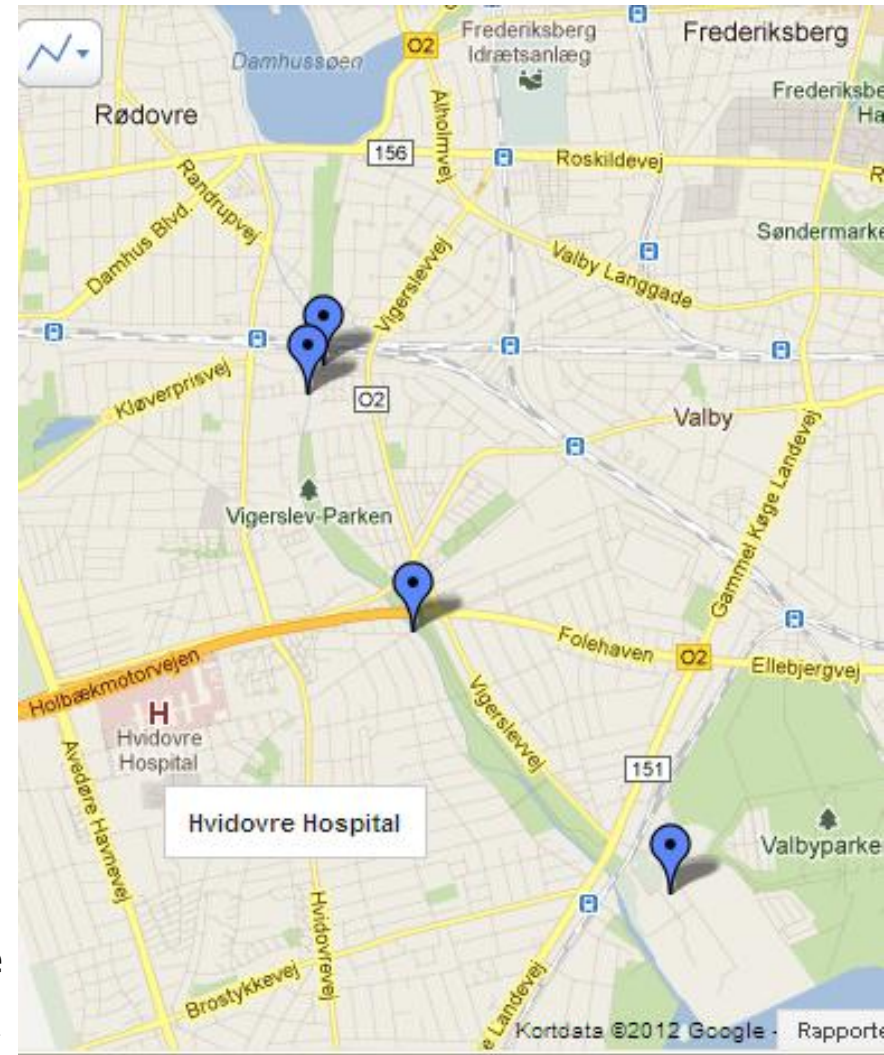 Frederiksberg
Idrætsanlæg
Frederiksberg
O2
Damhussøen
Frederiksbe
Ha
Rødovre
Alholmvej
156
Roskildevej
R
Randrupvej
Damhus Blvd.
Søndermarke
Vigerslevvej
Valby Langgade
Kløverprisvej
O2
Valby
Gammel Køge Landevej
Vigerslev-Parken
Folehaven
O2
Ellebjergvej
Holbækmotorvejen
H
Hvidovre
Hospital
Vigerslevvej
Avedøre Havnevej
151
Hvidovre Hospital
Valbyparke
Hvidovrevej
e
Brostykkevej
e Landevej
Kortdata ©2012 Google -
Rapporte